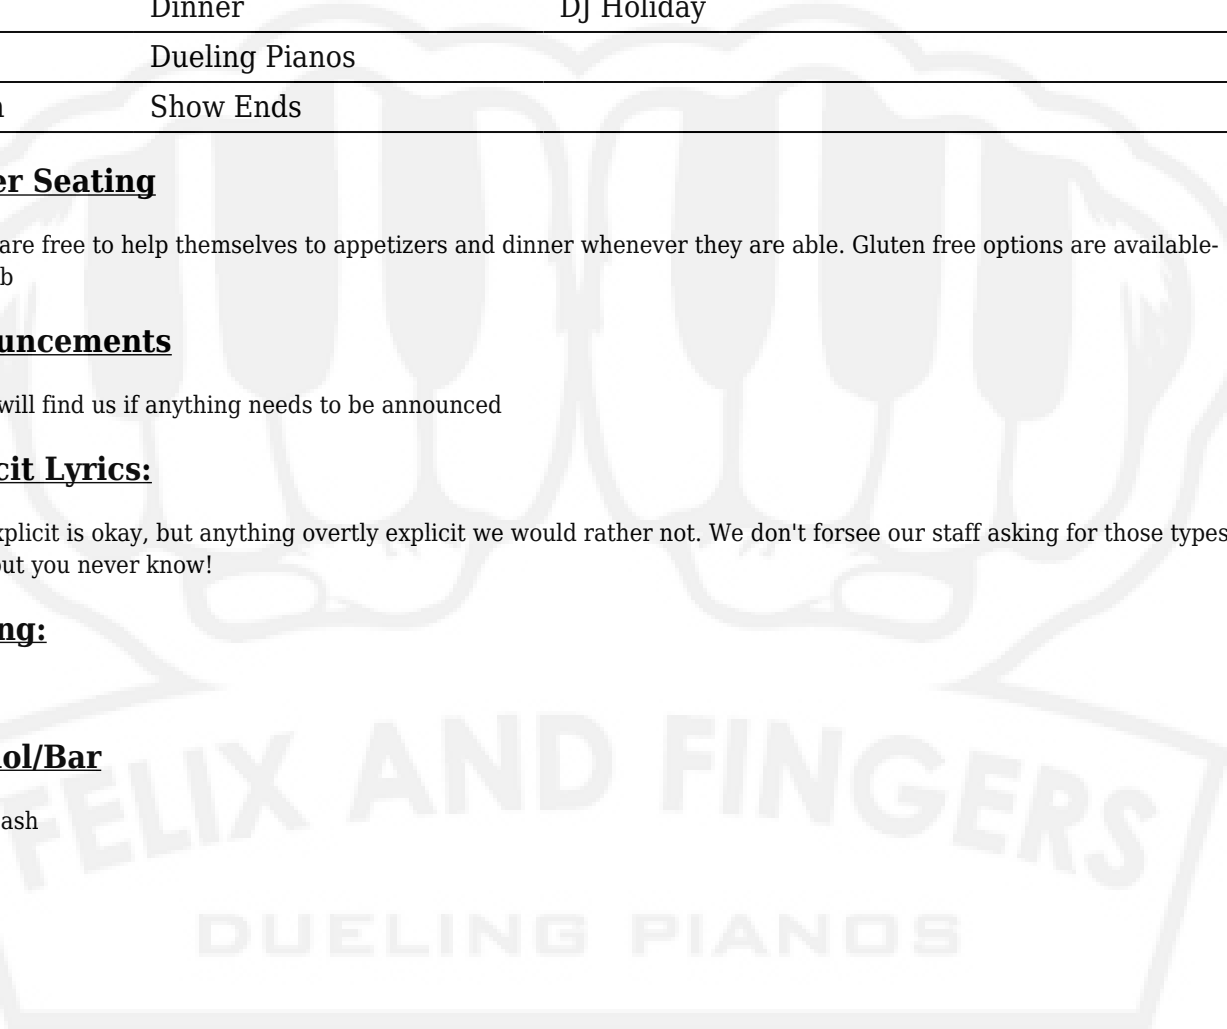 Dinner DJ Holiday
Dueling Pianos
Show Ends
er Seating
are free to help themselves to appetizers and dinner whenever they are able. Gluten free options are available-
b
uncements
will find us if anything needs to be announced
cit Lyrics:
xplicit is okay, but anything overtly explicit we would rather not. We don't forsee our staff asking for those types
out you never know!
ng:
ol/Bar
ash
FELIX AND FINGERS
DUELING PIANOS